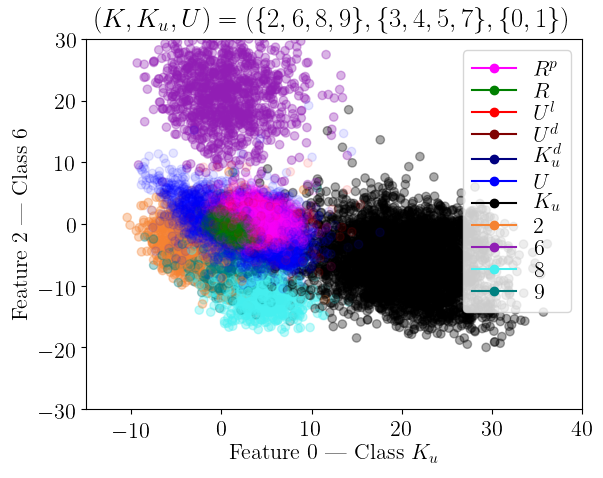 (K, K_u, U) = ({2, 6, 8, 9}, {3, 4, 5, 7}, {0, 1})
30
20
10
0
−10
−20
−30
Feature 2 — Class 6
R^p
R
U^l
U^d
K_u^d
U
K_u
2
6
8
9
−10
0
10
20
30
40
Feature 0 — Class K_u